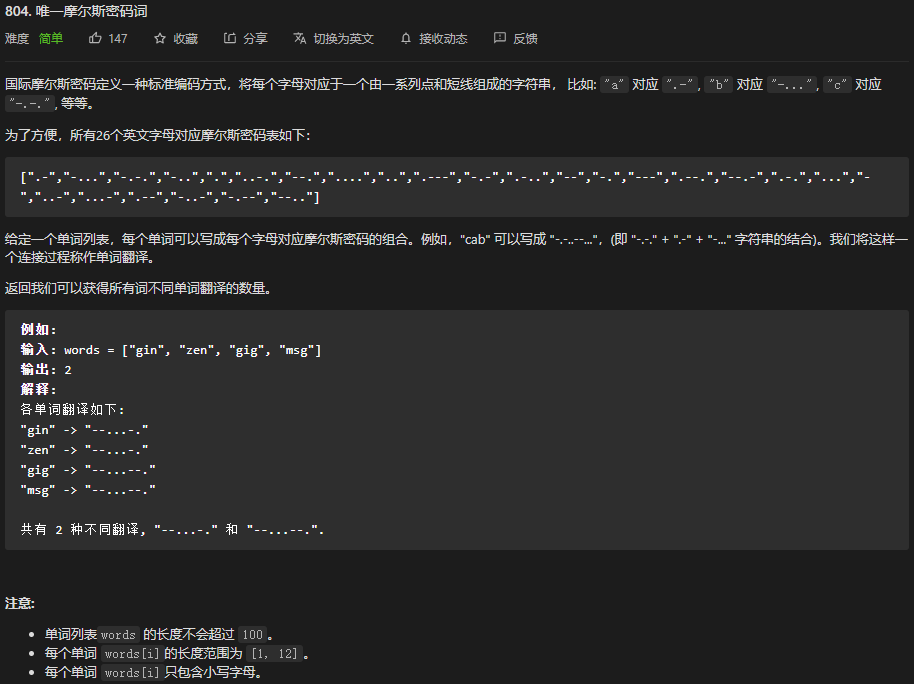 804. 唯一摩尔斯密码词
难度 简单 147 收藏 分享 切换为英文 接收动态 反馈
国际摩尔斯密码定义一种标准编码方式，将每个字母对应于一个由一系列点和短线组成的字符串， 比如: "a" 对应 ".-", "b" 对应 "-...", "c" 对应
"-.-.", 等等。
为了方便，所有26个英文字母对应摩尔斯密码表如下：
[".-","-...","-.-.","-..",".","..-.","--.","....","..",".---","-.-",".-..","--","-.","---",".--.","--.-",".-.","...","-
","..-","...-",".--","-..-","-.--","--.."]
给定一个单词列表，每个单词可以写成每个字母对应摩尔斯密码的组合。例如，"cab" 可以写成 "-.-..--..."，(即 "-.-." + ".-" + "-..." 字符串的结合)。我们将这样一
个连接过程称作单词翻译。
返回我们可以获得所有词不同单词翻译的数量。
例如:
输入: words = ["gin", "zen", "gig", "msg"]
输出: 2
解释:
各单词翻译如下:
"gin" -> "--...-."
"zen" -> "--...-."
"gig" -> "--...--."
"msg" -> "--...--."
共有 2 种不同翻译, "--...-." 和 "--...--.".
注意:
单词列表words 的长度不会超过 100。
每个单词 words[i]的长度范围为 [1, 12]。
每个单词 words[i]只包含小写字母。